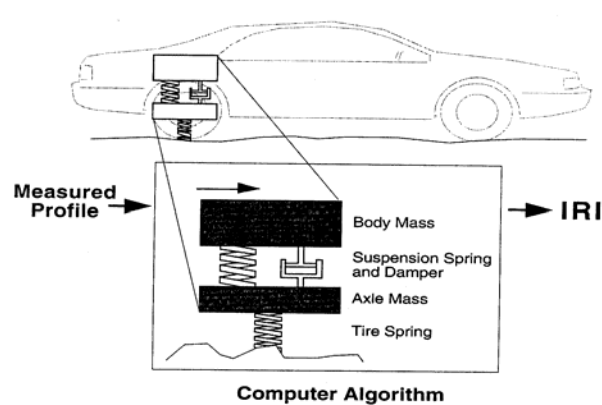 Measured
Profile
IRI
Body Mass
Suspension Spring
and Damper
Axle Mass
Tire Spring
Computer Algorithm